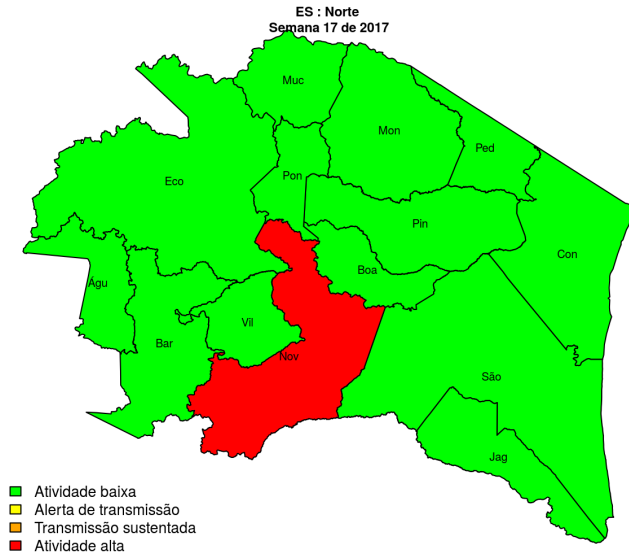 ES : Norte
Semana 17 de 2017
Muc
Mon
Ped
Eco
Pon
Pin
Con
Boa
Águ
Vil
Bar
Nov
São
Jag
Atividade baixa
Alerta de transmissão
Transmissão sustentada
Atividade alta